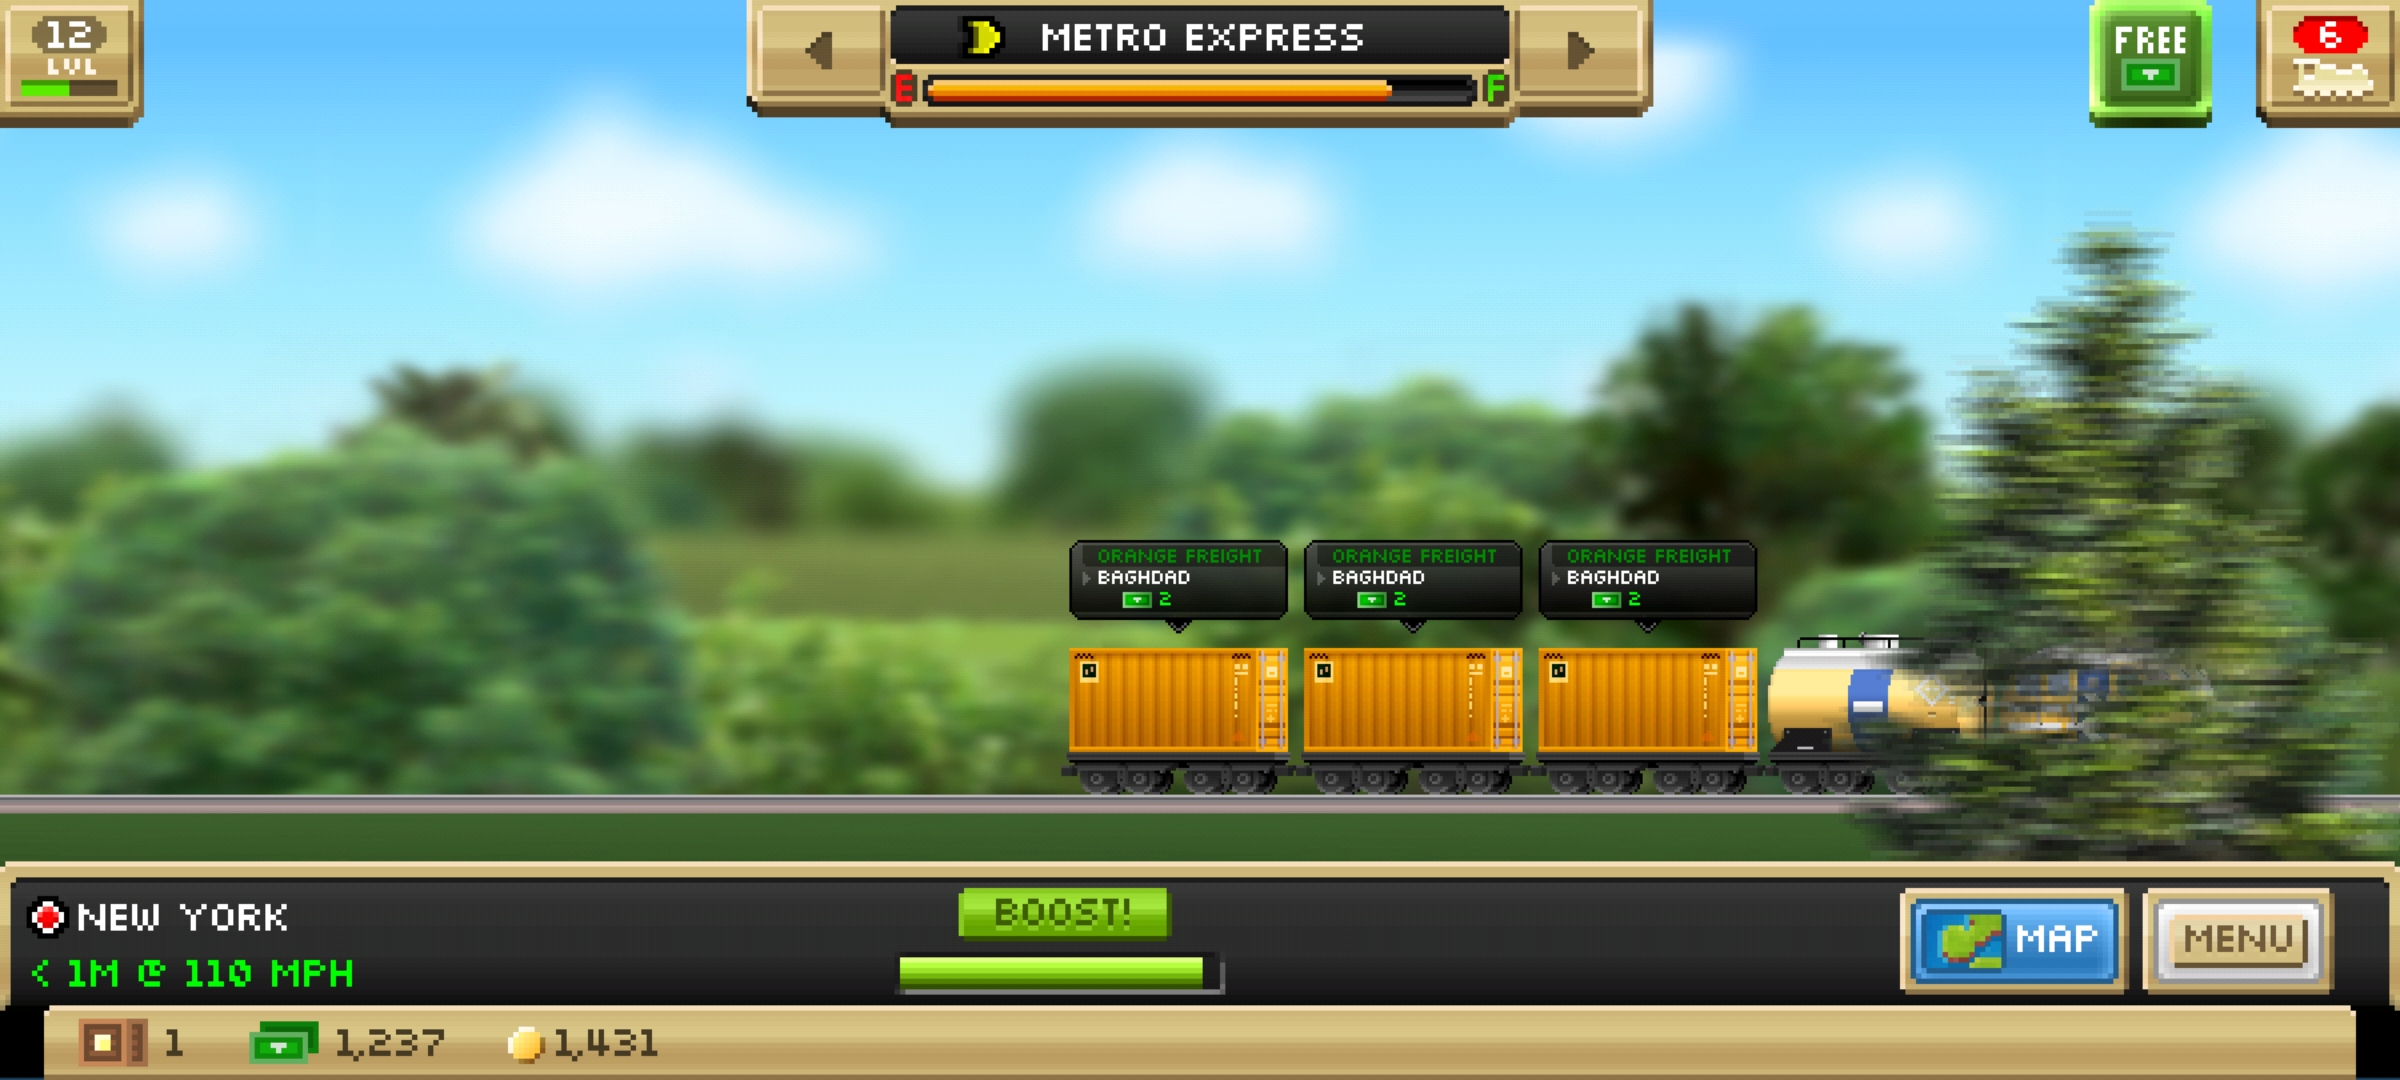 12
LVL
METRO EXPRESS
E F
FREE
6
ORANGE FREIGHT
BAGHDAD
2
ORANGE FREIGHT
BAGHDAD
2
ORANGE FREIGHT
BAGHDAD
2
NEW YORK
< 1M @ 110 MPH
BOOST!
MAP
MENU
1
1,237
1,431